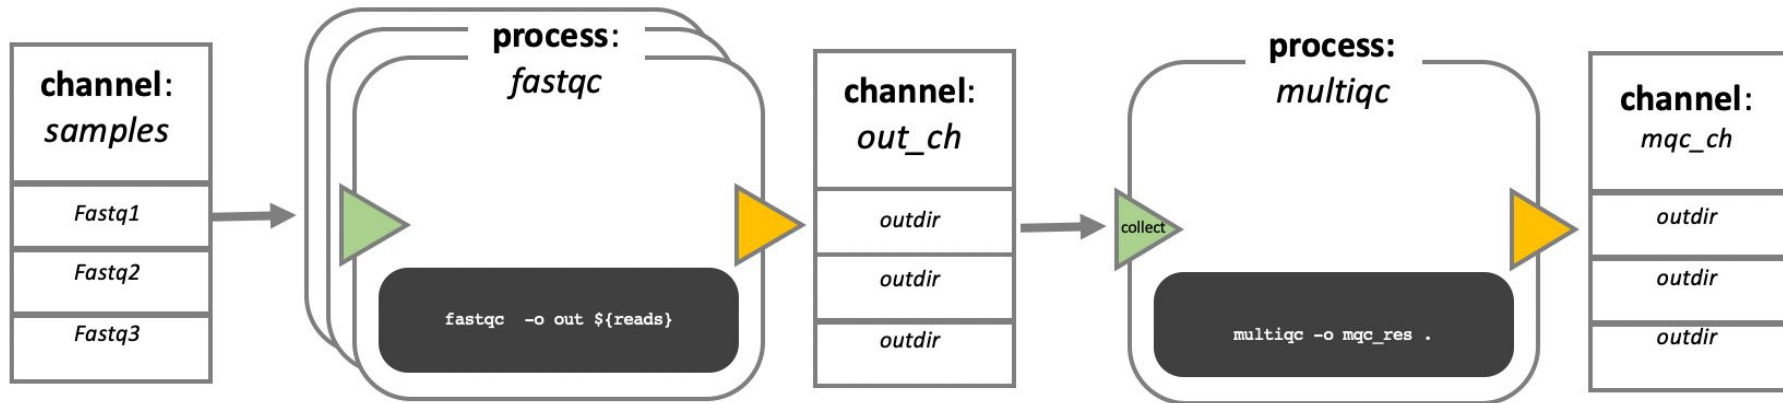 channel:
samples
Fastq1
Fastq2
Fastq3
process:
fastqc
fastqc  -o out ${reads}
channel:
out_ch
outdir
outdir
outdir
process:
multiqc
collect
multiqc -o mqc_res .
channel:
mqc_ch
outdir
outdir
outdir